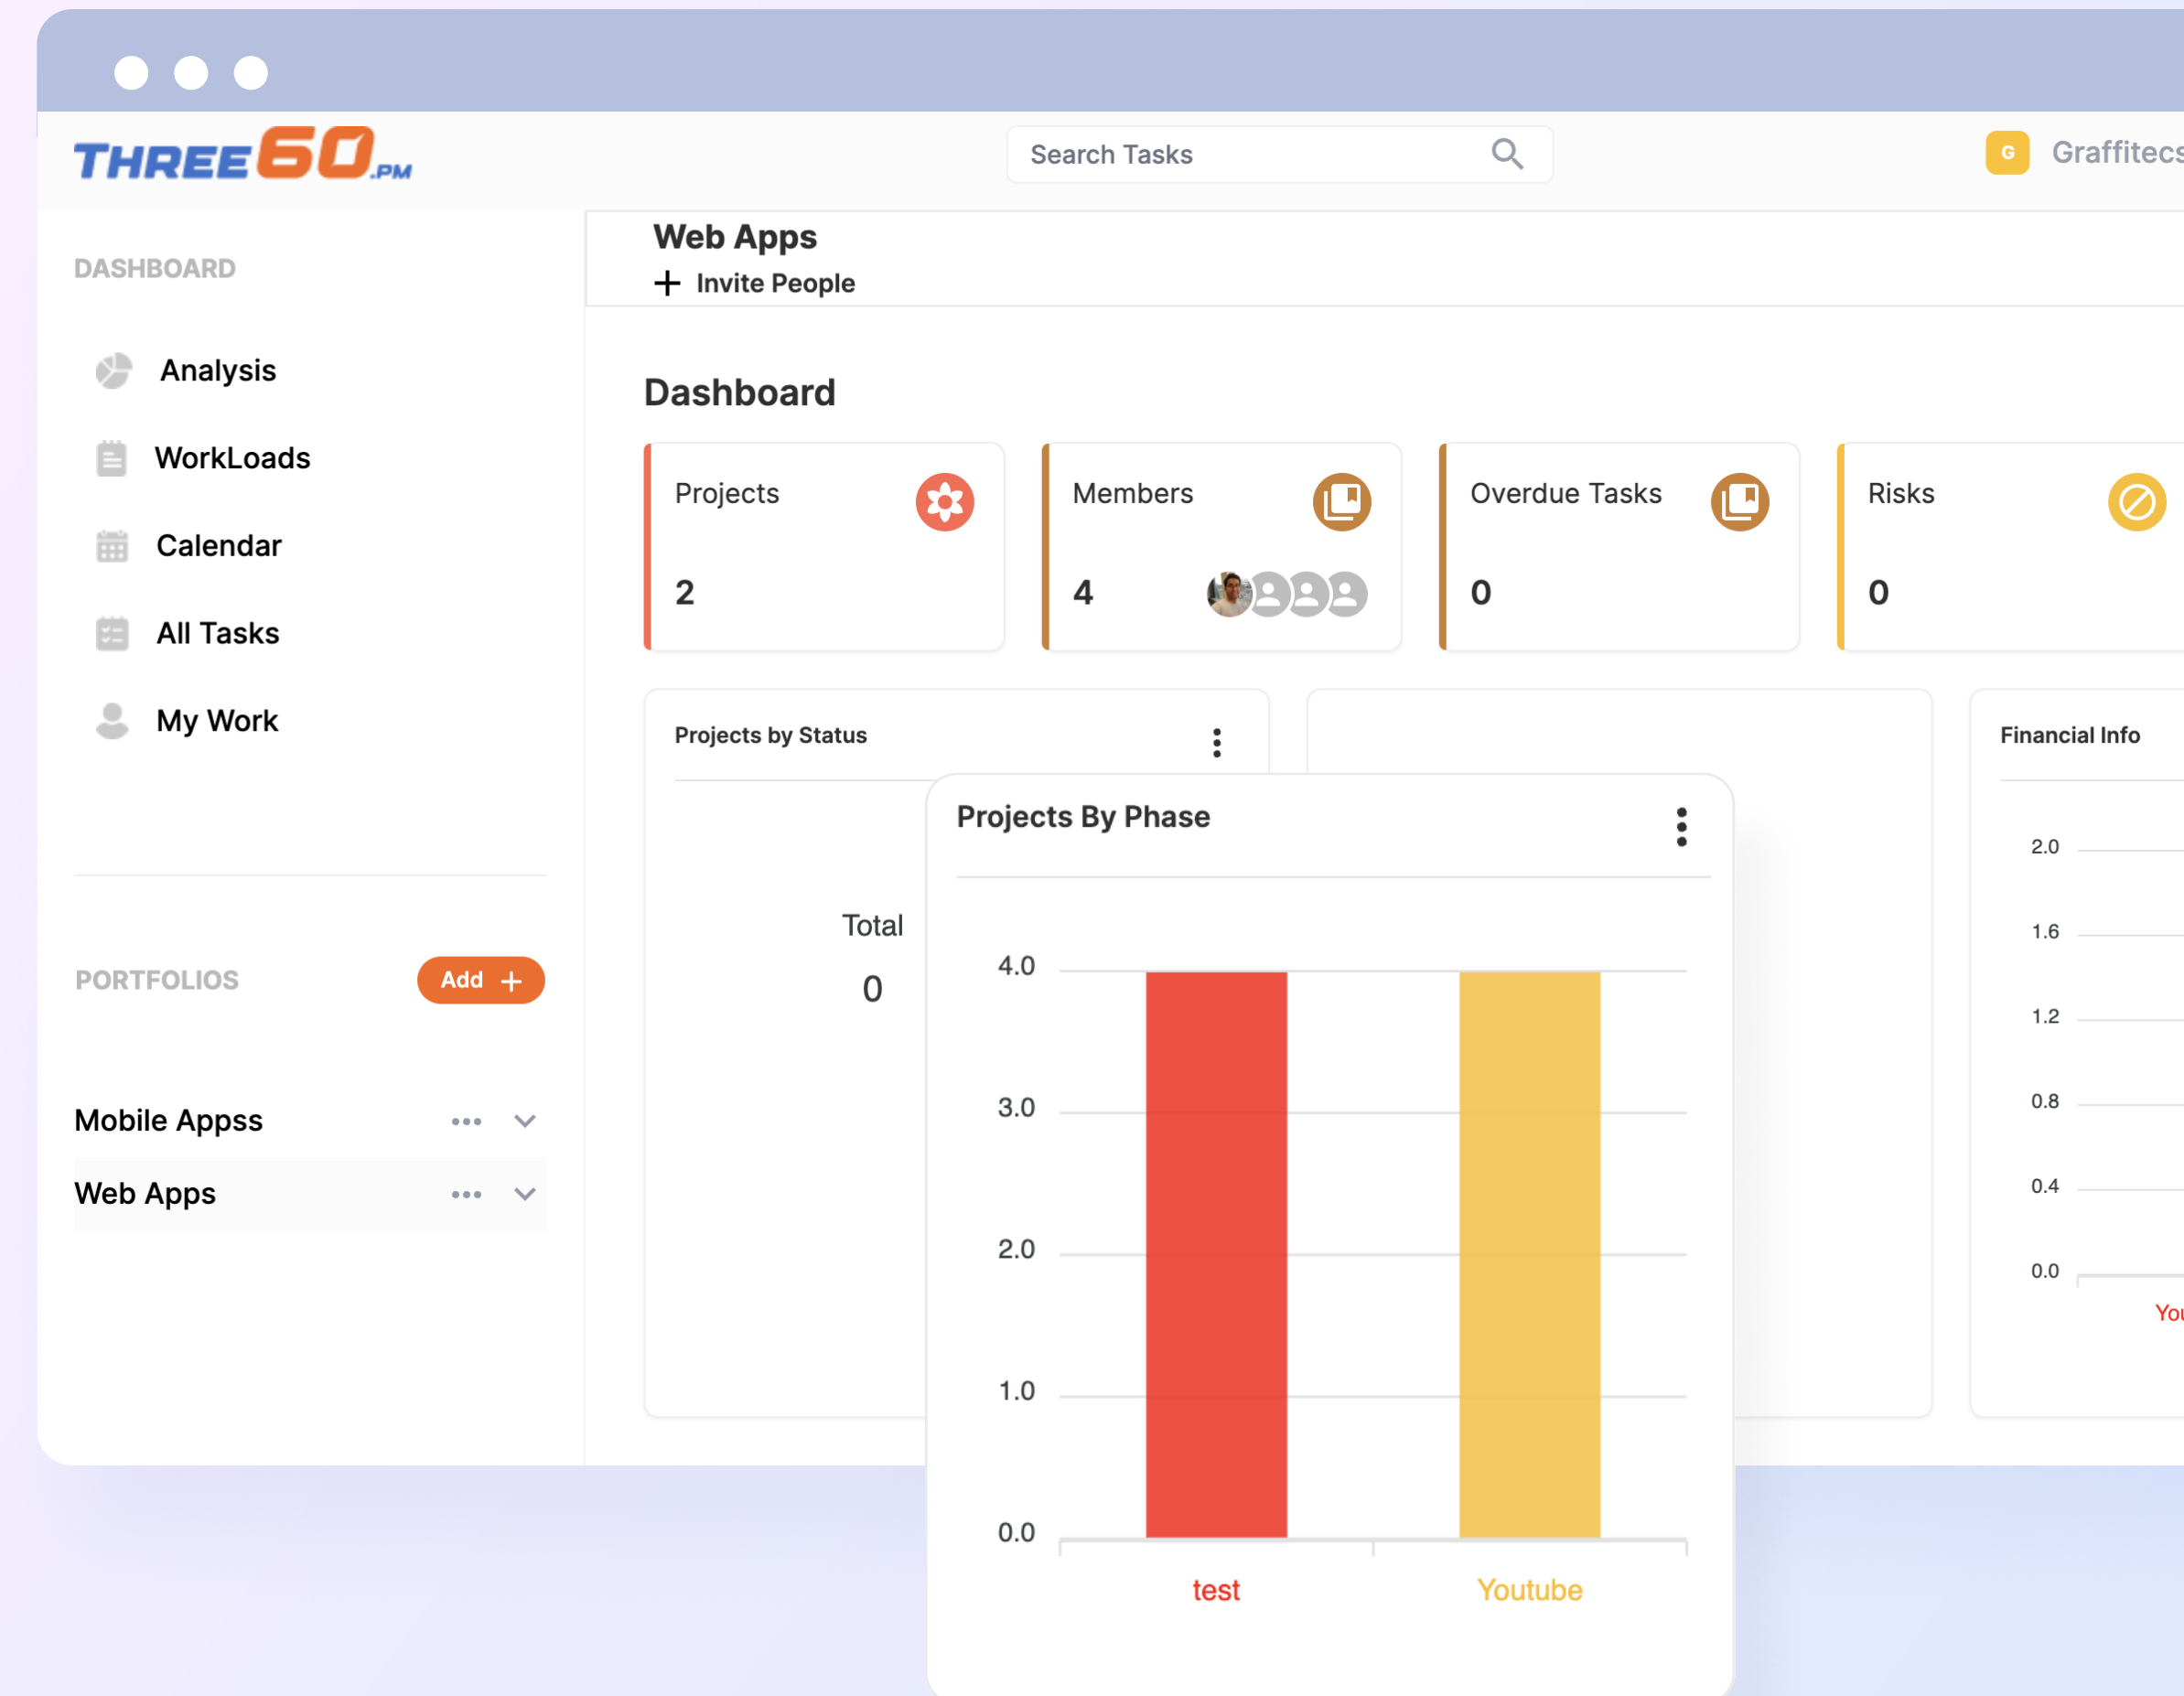 THREE60.PM
Search Tasks
G
Graffitecs
DASHBOARD
Analysis
WorkLoads
Calendar
All Tasks
My Work
PORTFOLIOS
Add +
Mobile Appss
Web Apps
Web Apps
+ Invite People
Dashboard
Projects
2
Members
4
Overdue Tasks
0
Risks
0
Projects by Status
Total
0
Projects By Phase
4.0
3.0
2.0
1.0
0.0
test
Youtube
Financial Info
2.0
1.6
1.2
0.8
0.4
0.0